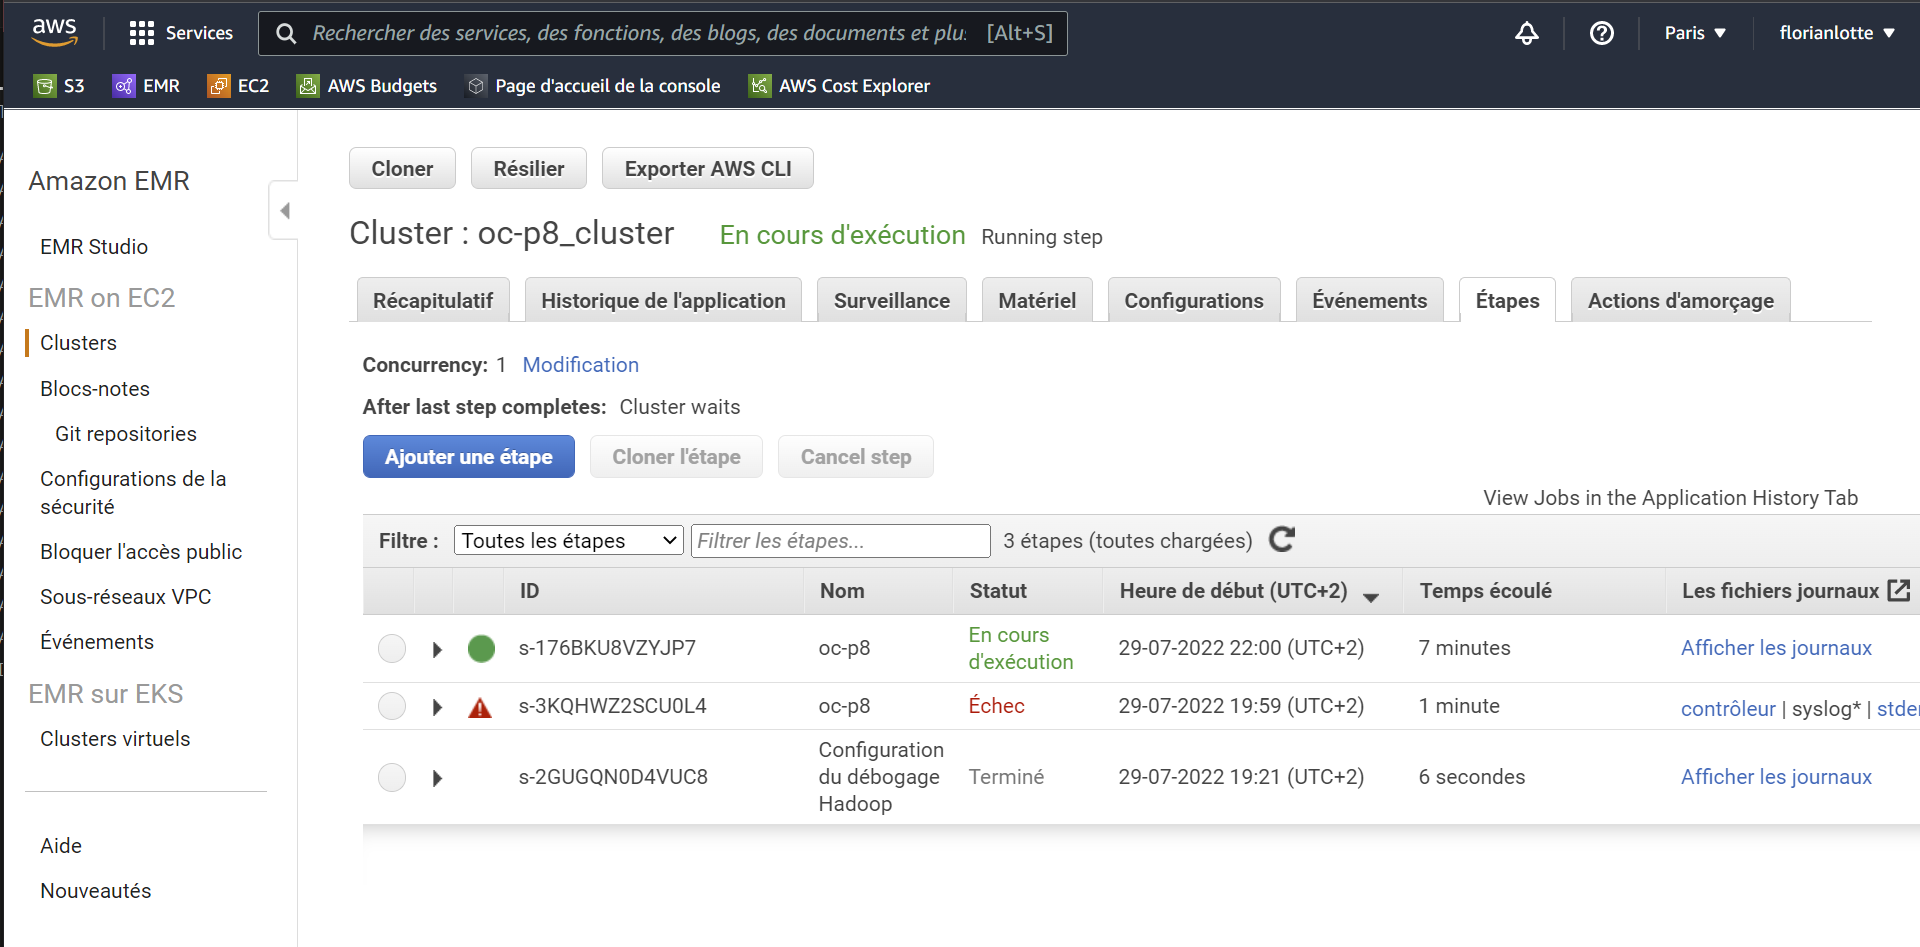 aws
Services
Rechercher des services, des fonctions, des blogs, des documents et plu
[Alt+S]
Paris
florianlotte
S3
EMR
EC2
AWS Budgets
Page d'accueil de la console
AWS Cost Explorer
Amazon EMR
EMR Studio
EMR on EC2
Clusters
Blocs-notes
Git repositories
Configurations de la
sécurité
Bloquer l'accès public
Sous-réseaux VPC
Événements
EMR sur EKS
Clusters virtuels
Aide
Nouveautés
Cloner
Résilier
Exporter AWS CLI
Cluster : oc-p8_cluster
En cours d'exécution
Running step
Récapitulatif
Historique de l'application
Surveillance
Matériel
Configurations
Événements
Étapes
Actions d'amorçage
Concurrency: 1 Modification
After last step completes: Cluster waits
Ajouter une étape
Cloner l'étape
Cancel step
View Jobs in the Application History Tab
Filtre :
Toutes les étapes
Filtrer les étapes...
3 étapes (toutes chargées)
ID
Nom
Statut
Heure de début (UTC+2)
Temps écoulé
Les fichiers journaux
s-176BKU8VZYJP7
oc-p8
En cours
d'exécution
29-07-2022 22:00 (UTC+2)
7 minutes
Afficher les journaux
s-3KQHWZ2SCU0L4
oc-p8
Échec
29-07-2022 19:59 (UTC+2)
1 minute
contrôleur | syslog* | stder
s-2GUGQN0D4VUC8
Configuration
du débogage
Hadoop
Terminé
29-07-2022 19:21 (UTC+2)
6 secondes
Afficher les journaux